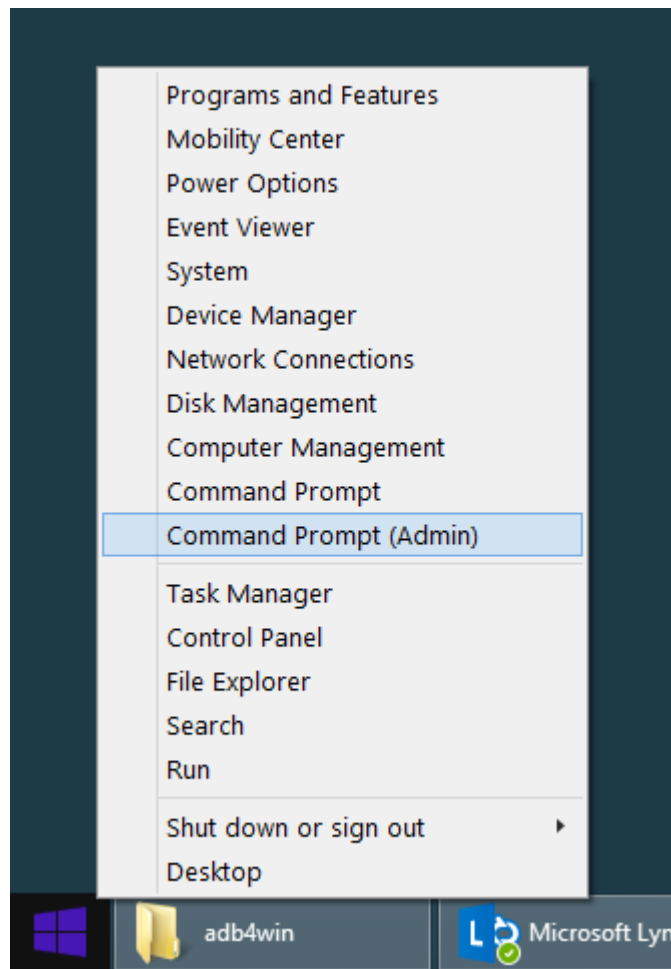 Programs and Features
Mobility Center
Power Options
Event Viewer
System
Device Manager
Network Connections
Disk Management
Computer Management
Command Prompt
Command Prompt (Admin)
Task Manager
Control Panel
File Explorer
Search
Run
Shut down or sign out
Desktop
adb4win
L Microsoft Lyn